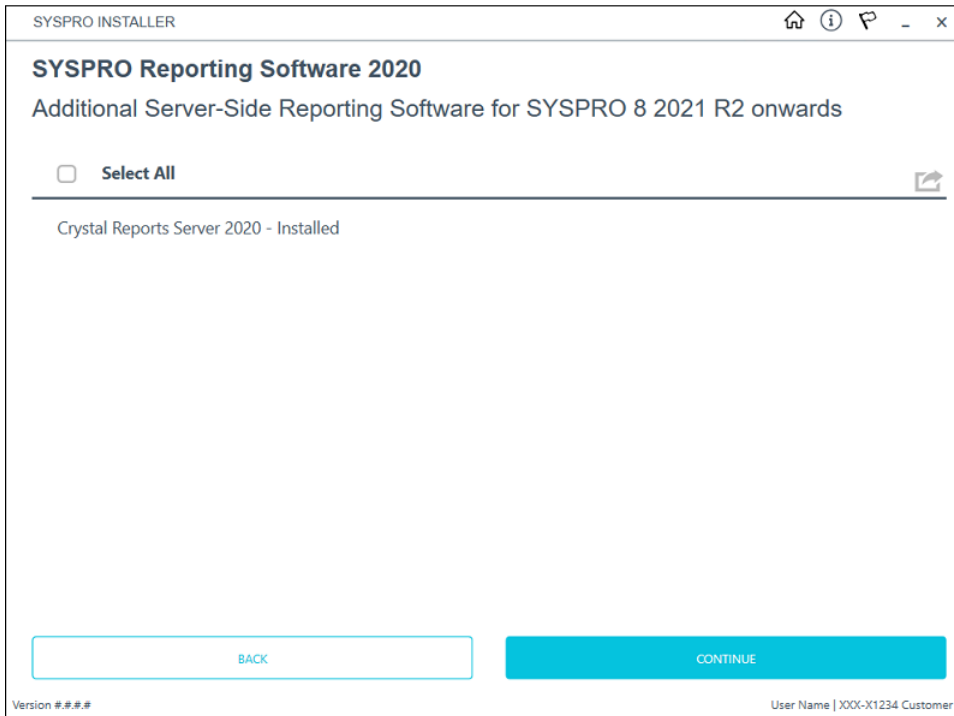 SYSPRO INSTALLER
SYSPRO Reporting Software 2020
Additional Server-Side Reporting Software for SYSPRO 8 2021 R2 onwards
Select All
Crystal Reports Server 2020 - Installed
BACK CONTINUE
Version #.#.#.# User Name | XXX-X1234 Customer